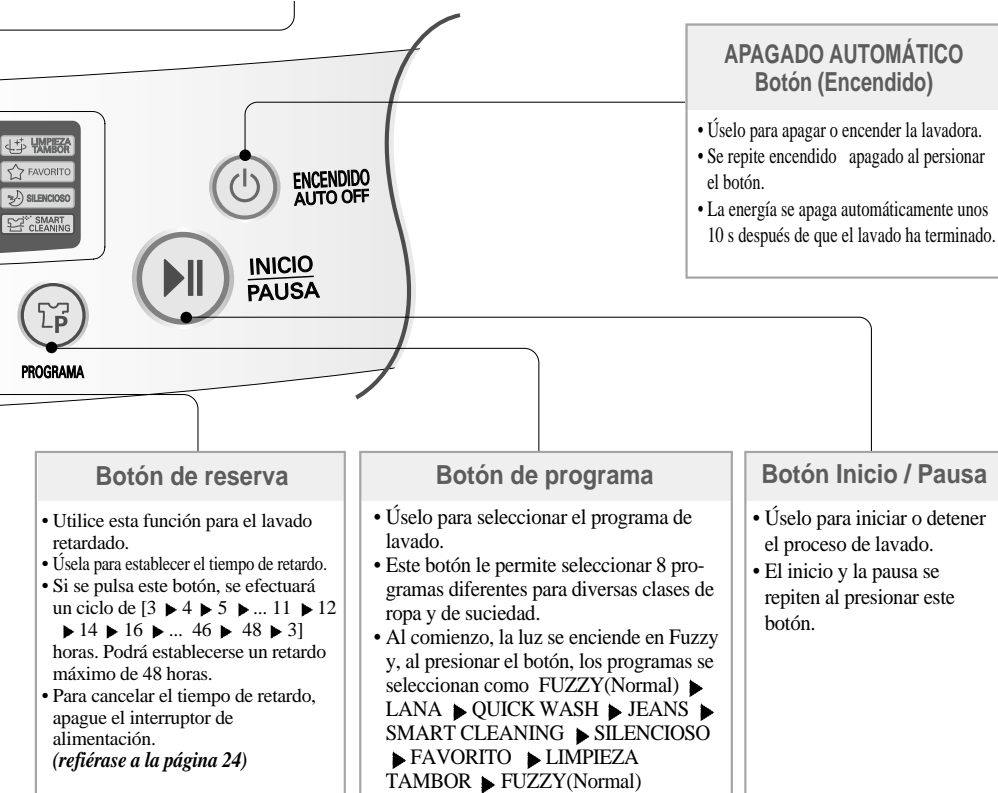 APAGADO AUTOMÁTICO
Botón (Encendido)
• Úselo para apagar o encender la lavadora.
• Se repite encendido apagado al persionar
el botón.
• La energía se apaga automáticamente unos
10 s después de que el lavado ha terminado.
LIMPIEZA
TAMBOR
FAVORITO
SILENCIOSO
SMART
CLEANING
ENCENDIDO
AUTO OFF
INICIO
PAUSA
P
PROGRAMA
Botón de reserva
• Utilice esta función para el lavado
retardado.
• Úsela para establecer el tiempo de retardo.
• Si se pulsa este botón, se efectuará
un ciclo de [3 ▶ 4 ▶ 5 ▶ ... 11 ▶ 12
▶ 14 ▶ 16 ▶ ... 46 ▶ 48 ▶ 3]
horas. Podrá establecerse un retardo
máximo de 48 horas.
• Para cancelar el tiempo de retardo,
apague el interruptor de
alimentación.
(refiérase a la página 24)
Botón de programa
• Úselo para seleccionar el programa de
lavado.
• Este botón le permite seleccionar 8 pro-
gramas diferentes para diversas clases de
ropa y de suciedad.
• Al comienzo, la luz se enciende en Fuzzy
y, al presionar el botón, los programas se
seleccionan como FUZZY(Normal) ▶
LANA ▶ QUICK WASH ▶ JEANS ▶
SMART CLEANING ▶ SILENCIOSO
▶ FAVORITO ▶ LIMPIEZA
TAMBOR ▶ FUZZY(Normal)
Botón Inicio / Pausa
• Úselo para iniciar o detener
el proceso de lavado.
• El inicio y la pausa se
repiten al presionar este
botón.